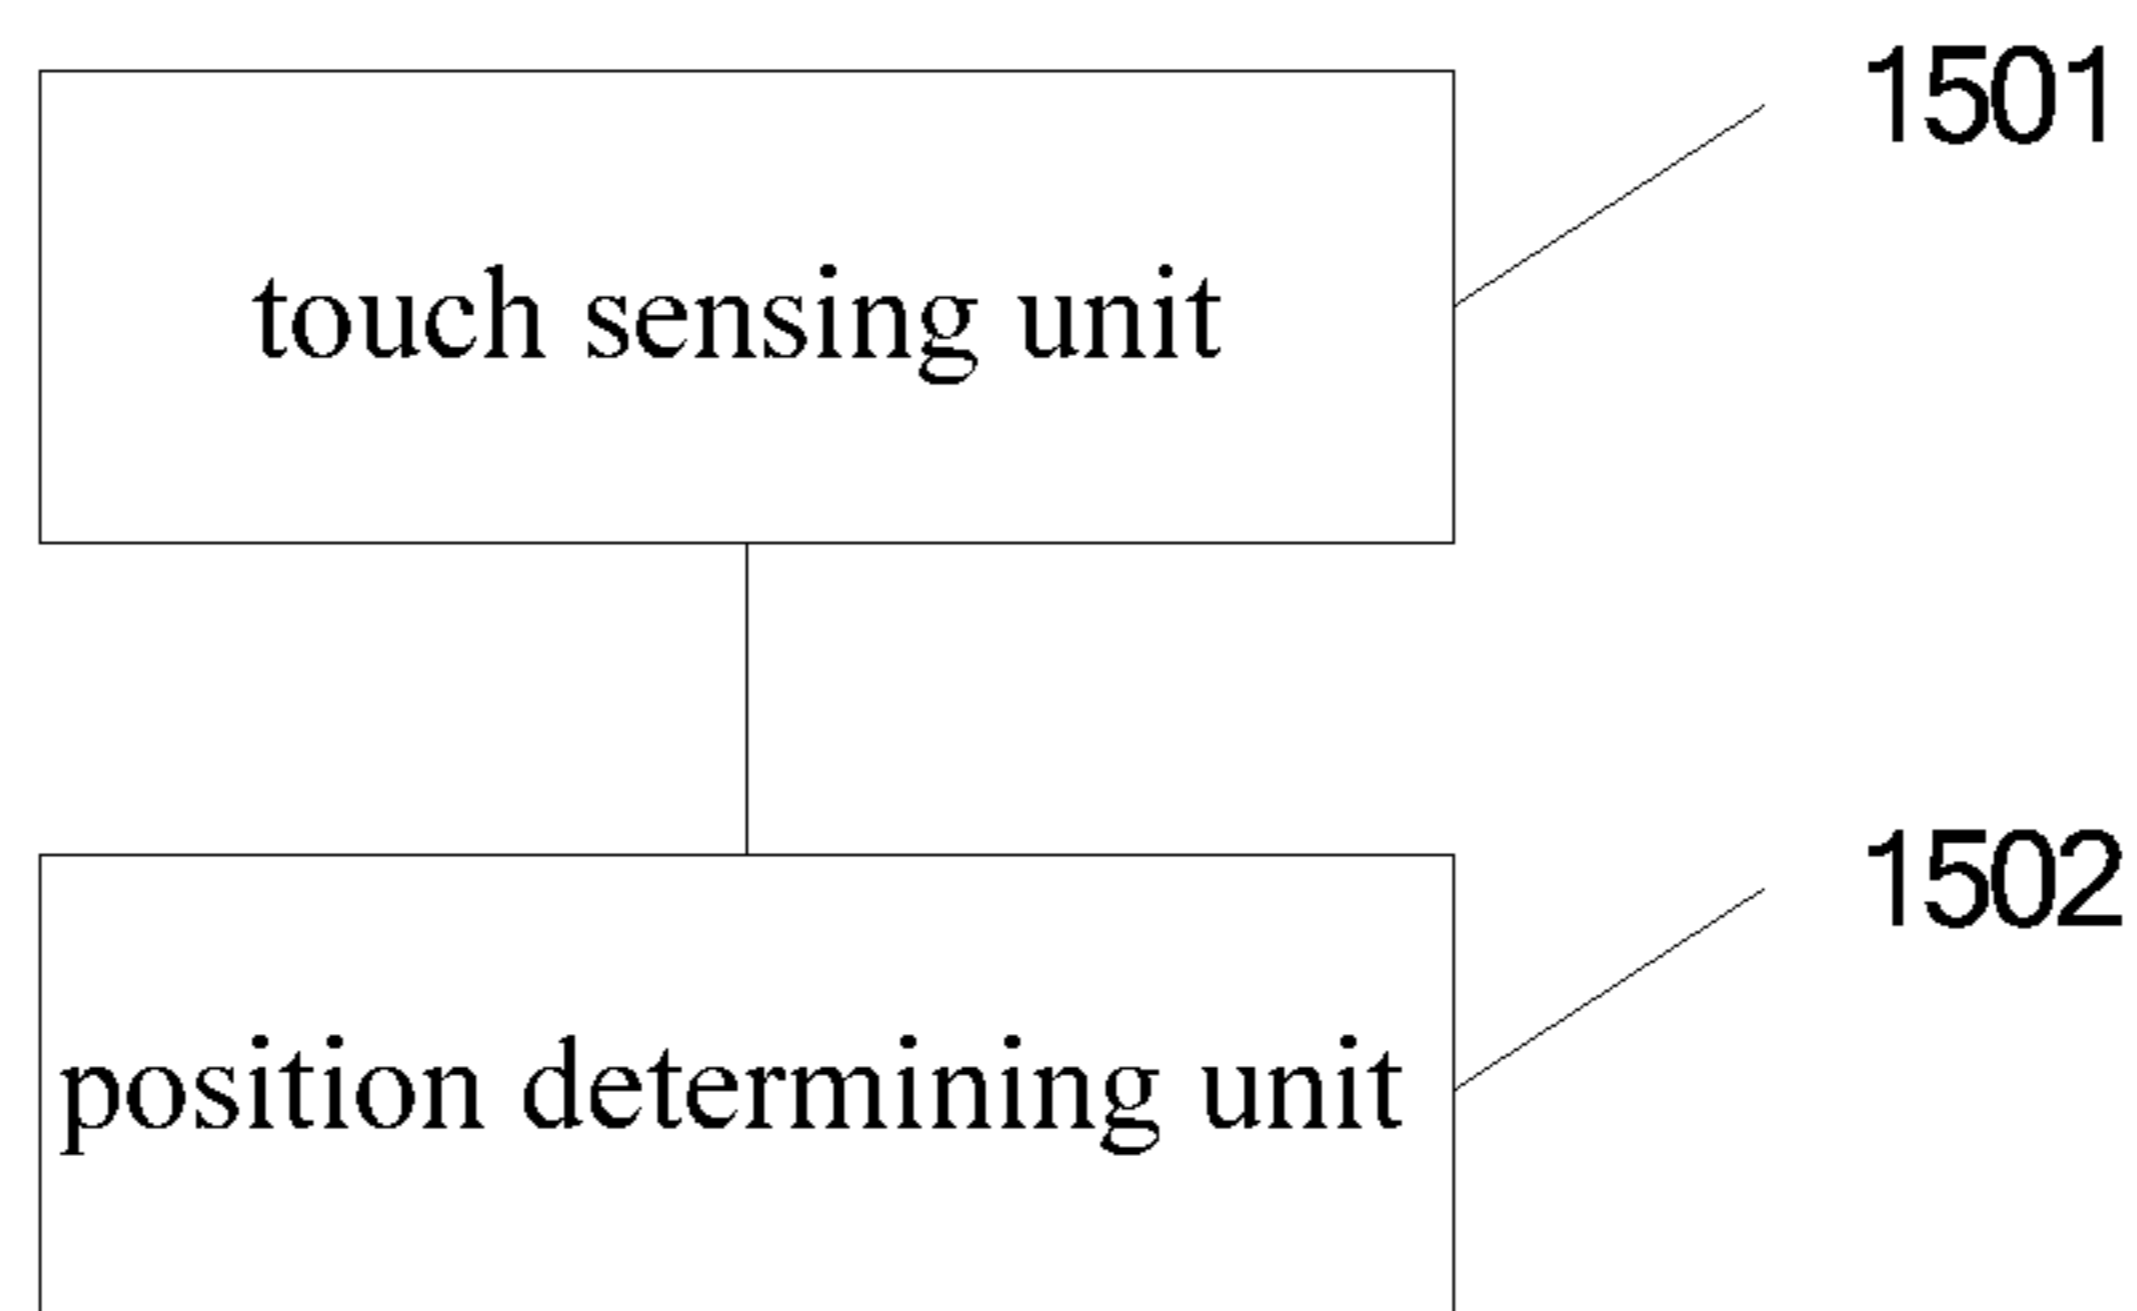 1501
touch sensing unit
1502
position determining unit